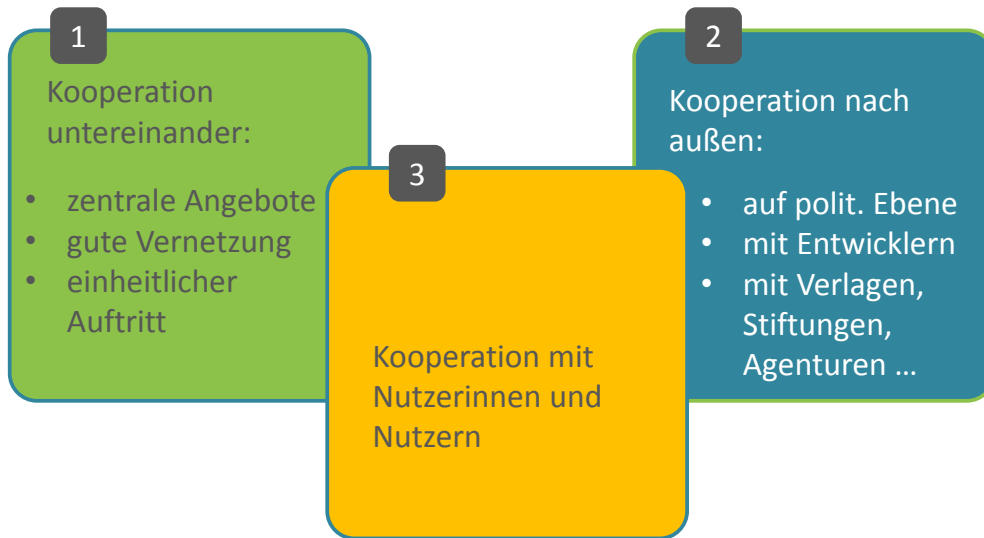 1
Kooperation
untereinander:
• zentrale Angebote
• gute Vernetzung
• einheitlicher
Auftritt
2
Kooperation nach
außen:
• auf polit. Ebene
• mit Entwicklern
• mit Verlagen,
Stiftungen,
Agenturen …
3
Kooperation mit
Nutzerinnen und
Nutzern